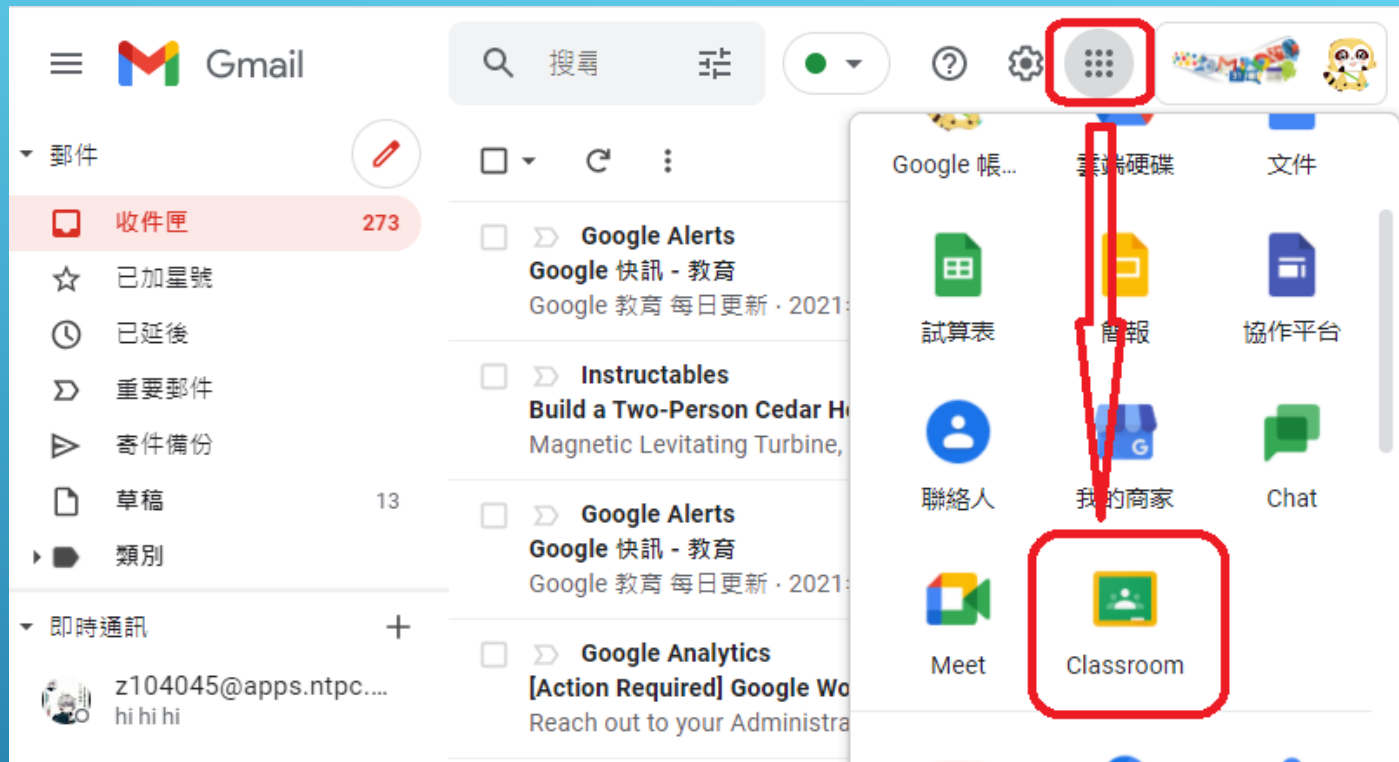 Gmail
搜尋
郵件
收件匣 273
已加星號
已延後
重要郵件
寄件備份
草稿 13
類別
即時通訊
z104045@apps.ntpc....
hi hi hi
Google Alerts
Google 快訊 - 教育
Google 教育 每日更新 · 2021
Instructables
Build a Two-Person Cedar H
Magnetic Levitating Turbine,
Google Alerts
Google 快訊 - 教育
Google 教育 每日更新 · 2021
Google Analytics
[Action Required] Google Wo
Reach out to your Administra
Google 帳... 雲端硬碟 文件
試算表 簡報 協作平台
聯絡人 我的商家 Chat
Meet Classroom